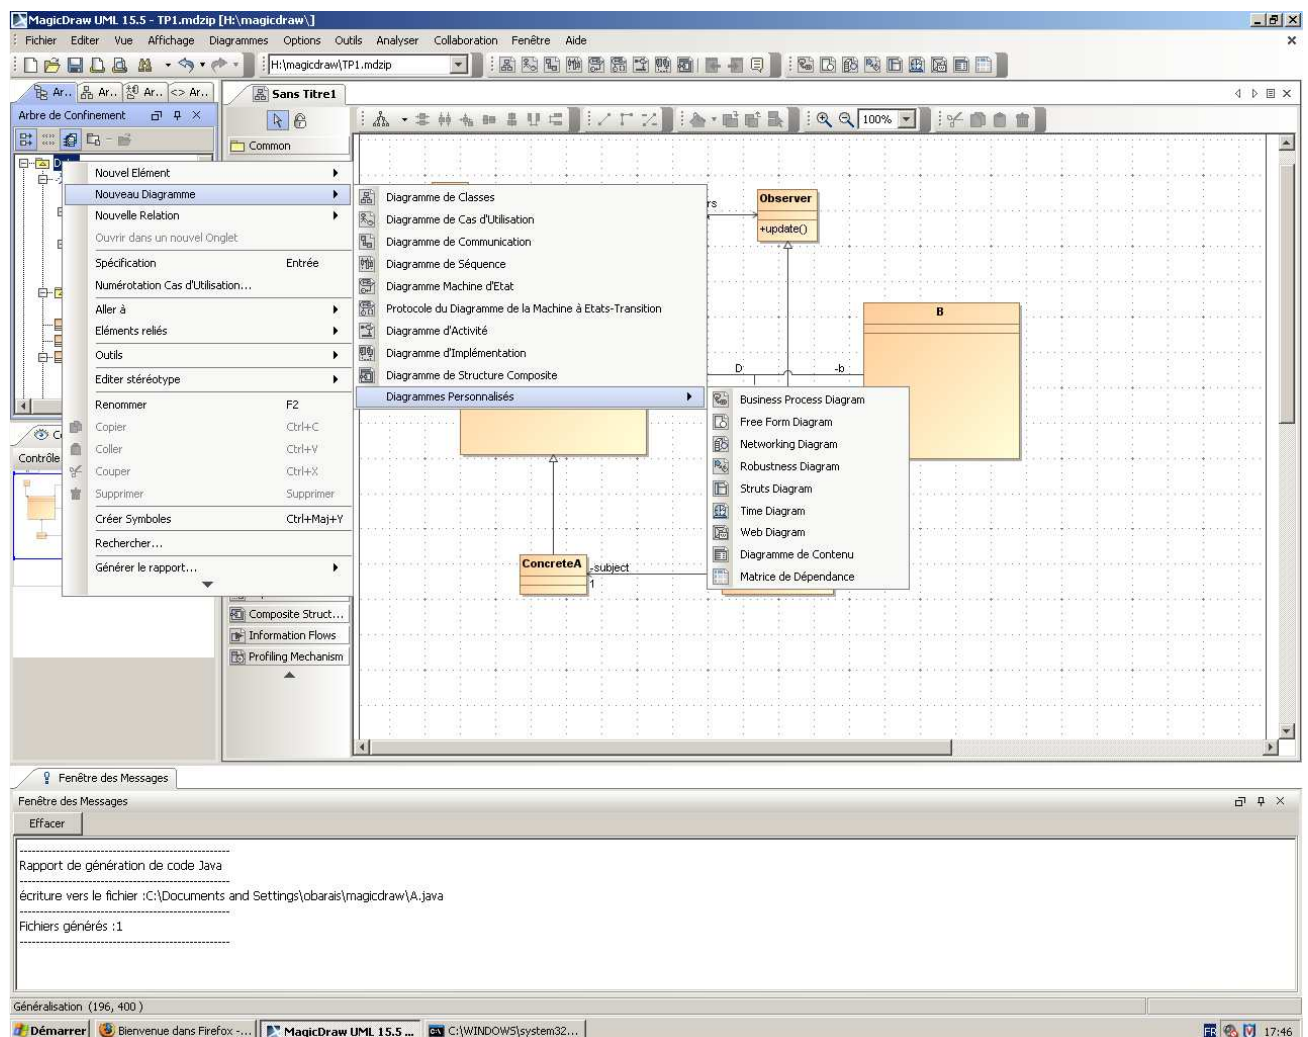 MagicDraw UML 15.5 - TP1.mdzip [H:\magicdraw\]
Fichier Editer Vue Affichage Diagrammes Options Outils Analyser Collaboration Fenêtre Aide
H:\magicdraw\TP1.mdzip
Ar.. Ar.. Ar.. <> Ar..
Sans Titre1
Arbre de Confinement
100%
Common
Nouvel Elément
Nouveau Diagramme
Nouvelle Relation
Ouvrir dans un nouvel Onglet
Spécification Entrée
Numérotation Cas d'Utilisation...
Aller à
Eléments reliés
Outils
Editer stéréotype
Renommer F2
Copier Ctrl+C
Coller Ctrl+V
Couper Ctrl+X
Supprimer Supprimer
Créer Symboles Ctrl+Maj+Y
Rechercher...
Générer le rapport...
Diagramme de Classes
Diagramme de Cas d'Utilisation
Diagramme de Communication
Diagramme de Séquence
Diagramme Machine d'Etat
Protocole du Diagramme de la Machine à Etats-Transition
Diagramme d'Activité
Diagramme d'Implémentation
Diagramme de Structure Composite
Diagrammes Personnalisés
Business Process Diagram
Free Form Diagram
Networking Diagram
Robustness Diagram
Struts Diagram
Time Diagram
Web Diagram
Diagramme de Contenu
Matrice de Dépendance
rs
Observer
+update()
B
D
-b
ConcreteA
-subject
1
Contrôle
Composite Struct...
Information Flows
Profiling Mechanism
Fenêtre des Messages
Fenêtre des Messages
Effacer
Rapport de génération de code Java
écriture vers le fichier :C:\Documents and Settings\obarais\magicdraw\A.java
Fichiers générés :1
Généralisation (196, 400 )
Démarrer Bienvenue dans Firefox -... MagicDraw UML 15.5 ... C:\WINDOWS\system32... FR 17:46